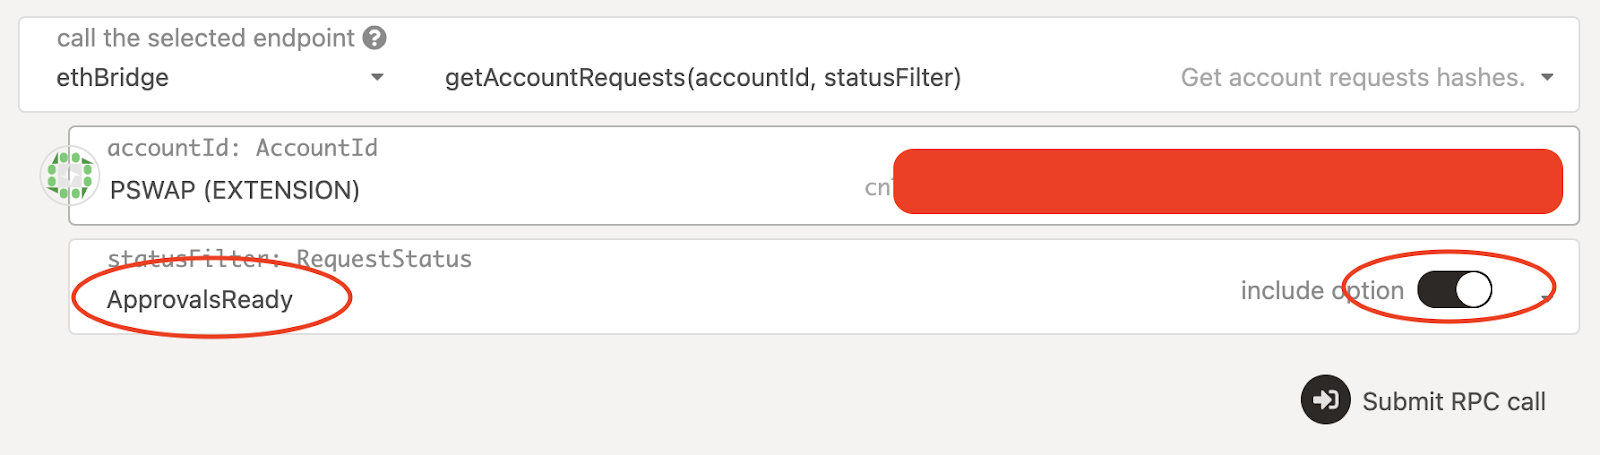 call the selected endpoint ?
ethBridge getAccountRequests(accountId, statusFilter) Get account requests hashes.
accountId: AccountId
PSWAP (EXTENSION) cn
statusFilter: RequestStatus
ApprovalsReady include option
Submit RPC call